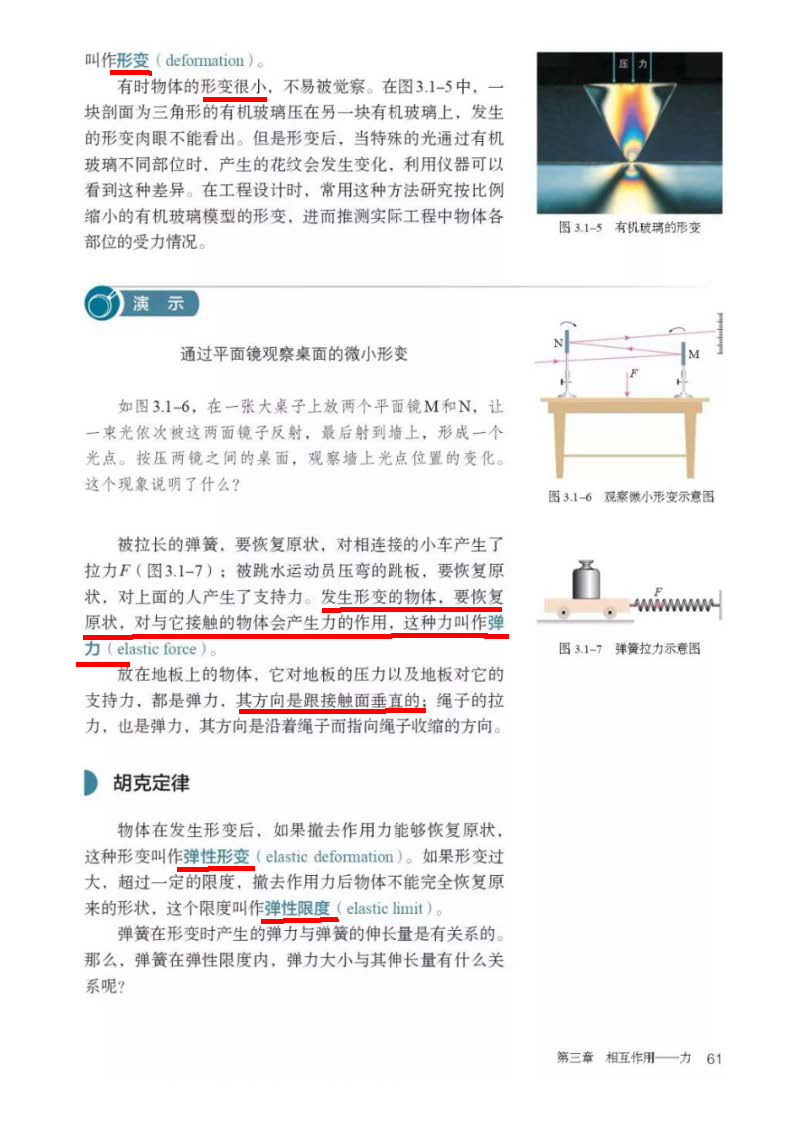 叫作形变（deformation）。
有时物体的形变很小，不易被觉察。在图3.1-5中，一
块剖面为三角形的有机玻璃压在另一块有机玻璃上，发生
的形变肉眼不能看出。但是形变后，当特殊的光通过有机
玻璃不同部位时，产生的花纹会发生变化，利用仪器可以
看到这种差异。在工程设计时，常用这种方法研究按比例
缩小的有机玻璃模型的形变，进而推测实际工程中物体各
部位的受力情况。
压 力
图 3.1-5 有机玻璃的形变
演 示
通过平面镜观察桌面的微小形变
如图3.1-6，在一张大桌子上放两个平面镜M和N，让
一束光依次被这两面镜子反射，最后射到墙上，形成一个
光点。按压两镜之间的桌面，观察墙上光点位置的变化。
这个现象说明了什么？
N
M
F
图 3.1-6 观察微小形变示意图
被拉长的弹簧，要恢复原状，对相连接的小车产生了
拉力F（图3.1-7）；被跳水运动员压弯的跳板，要恢复原
状，对上面的人产生了支持力。发生形变的物体，要恢复
原状，对与它接触的物体会产生力的作用，这种力叫作弹
力（elastic force）。
F
图 3.1-7 弹簧拉力示意图
放在地板上的物体，它对地板的压力以及地板对它的
支持力，都是弹力，其方向是跟接触面垂直的；绳子的拉
力，也是弹力，其方向是沿着绳子而指向绳子收缩的方向。
胡克定律
物体在发生形变后，如果撤去作用力能够恢复原状，
这种形变叫作弹性形变（elastic deformation）。如果形变过
大，超过一定的限度，撤去作用力后物体不能完全恢复原
来的形状，这个限度叫作弹性限度（elastic limit）。
弹簧在形变时产生的弹力与弹簧的伸长量是有关系的。
那么，弹簧在弹性限度内，弹力大小与其伸长量有什么关
系呢？
第三章 相互作用——力 61